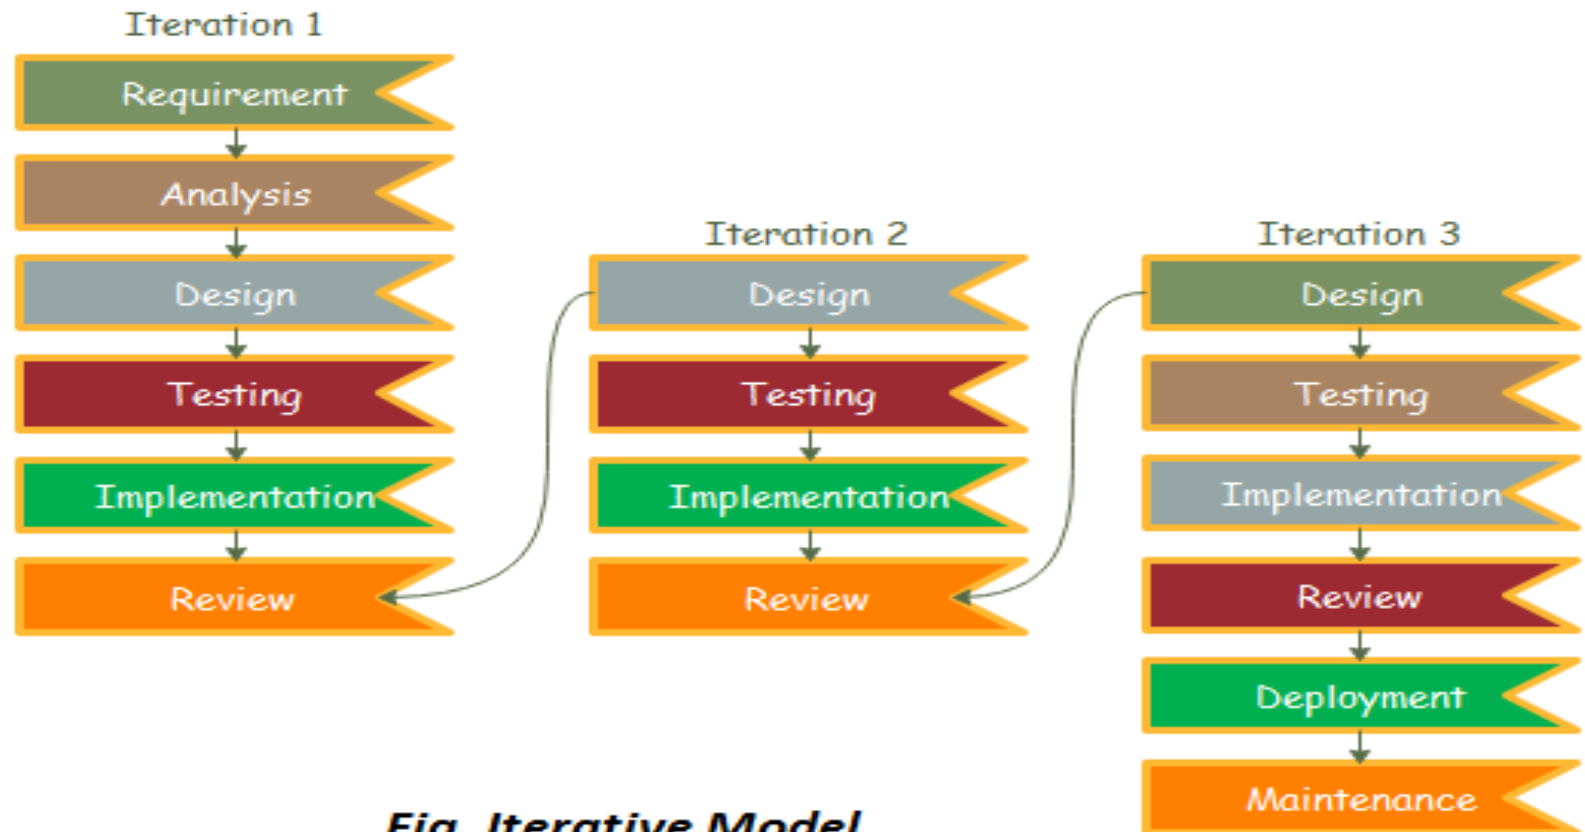 Iteration 1
Requirement
Analysis
Design
Testing
Implementation
Review
Iteration 2
Design
Testing
Implementation
Review
Iteration 3
Design
Testing
Implementation
Review
Deployment
Maintenance
Fig. Iterative Model